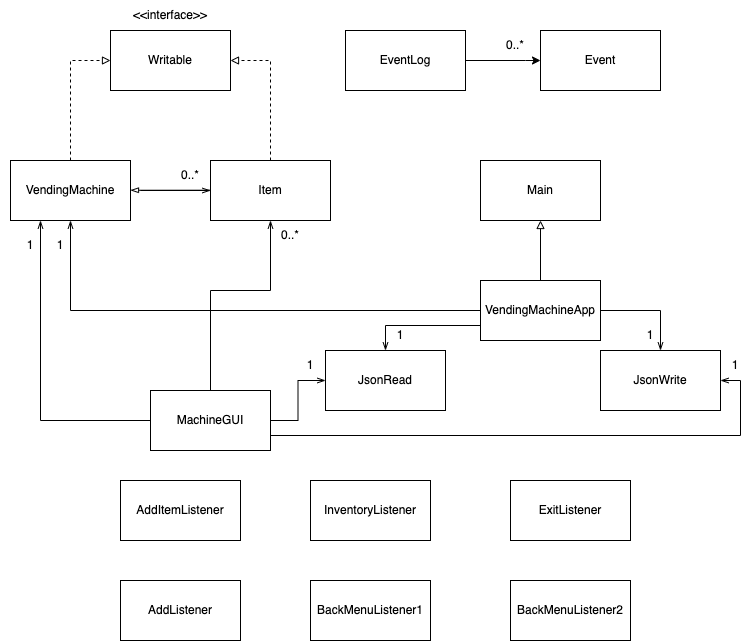 <<interface>>
Writable
EventLog
0..*
Event
VendingMachine
0..*
Item
Main
1
1
0..*
VendingMachineApp
1
1
1
JsonRead
JsonWrite
1
MachineGUI
AddItemListener
InventoryListener
ExitListener
AddListener
BackMenuListener1
BackMenuListener2